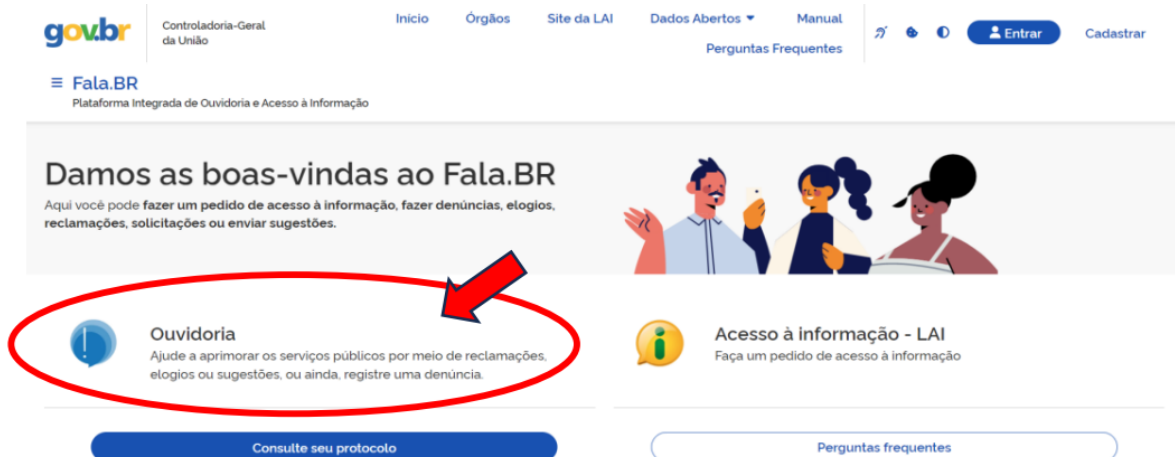 gov.br
Controladoria-Geral
da União
Início Órgãos Site da LAI Dados Abertos Manual
Perguntas Frequentes
Entrar
Cadastrar
Fala.BR
Plataforma Integrada de Ouvidoria e Acesso à Informação
Damos as boas-vindas ao Fala.BR
Aqui você pode fazer um pedido de acesso à informação, fazer denúncias, elogios,
reclamações, solicitações ou enviar sugestões.
Ouvidoria
Ajude a aprimorar os serviços públicos por meio de reclamações,
elogios ou sugestões, ou ainda, registre uma denúncia.
Acesso à informação - LAI
Faça um pedido de acesso à informação
Consulte seu protocolo
Perguntas frequentes